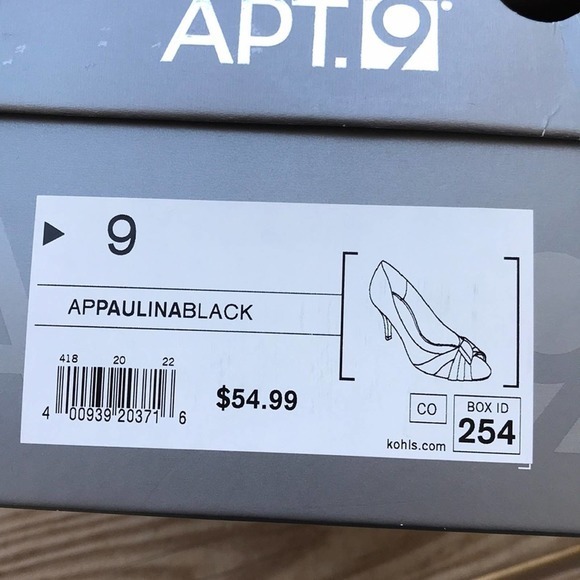 APT.9
9
APPAULINABLACK
418 20 22
4 00939 20371 6
$54.99
CO
BOX ID
254
kohls.com